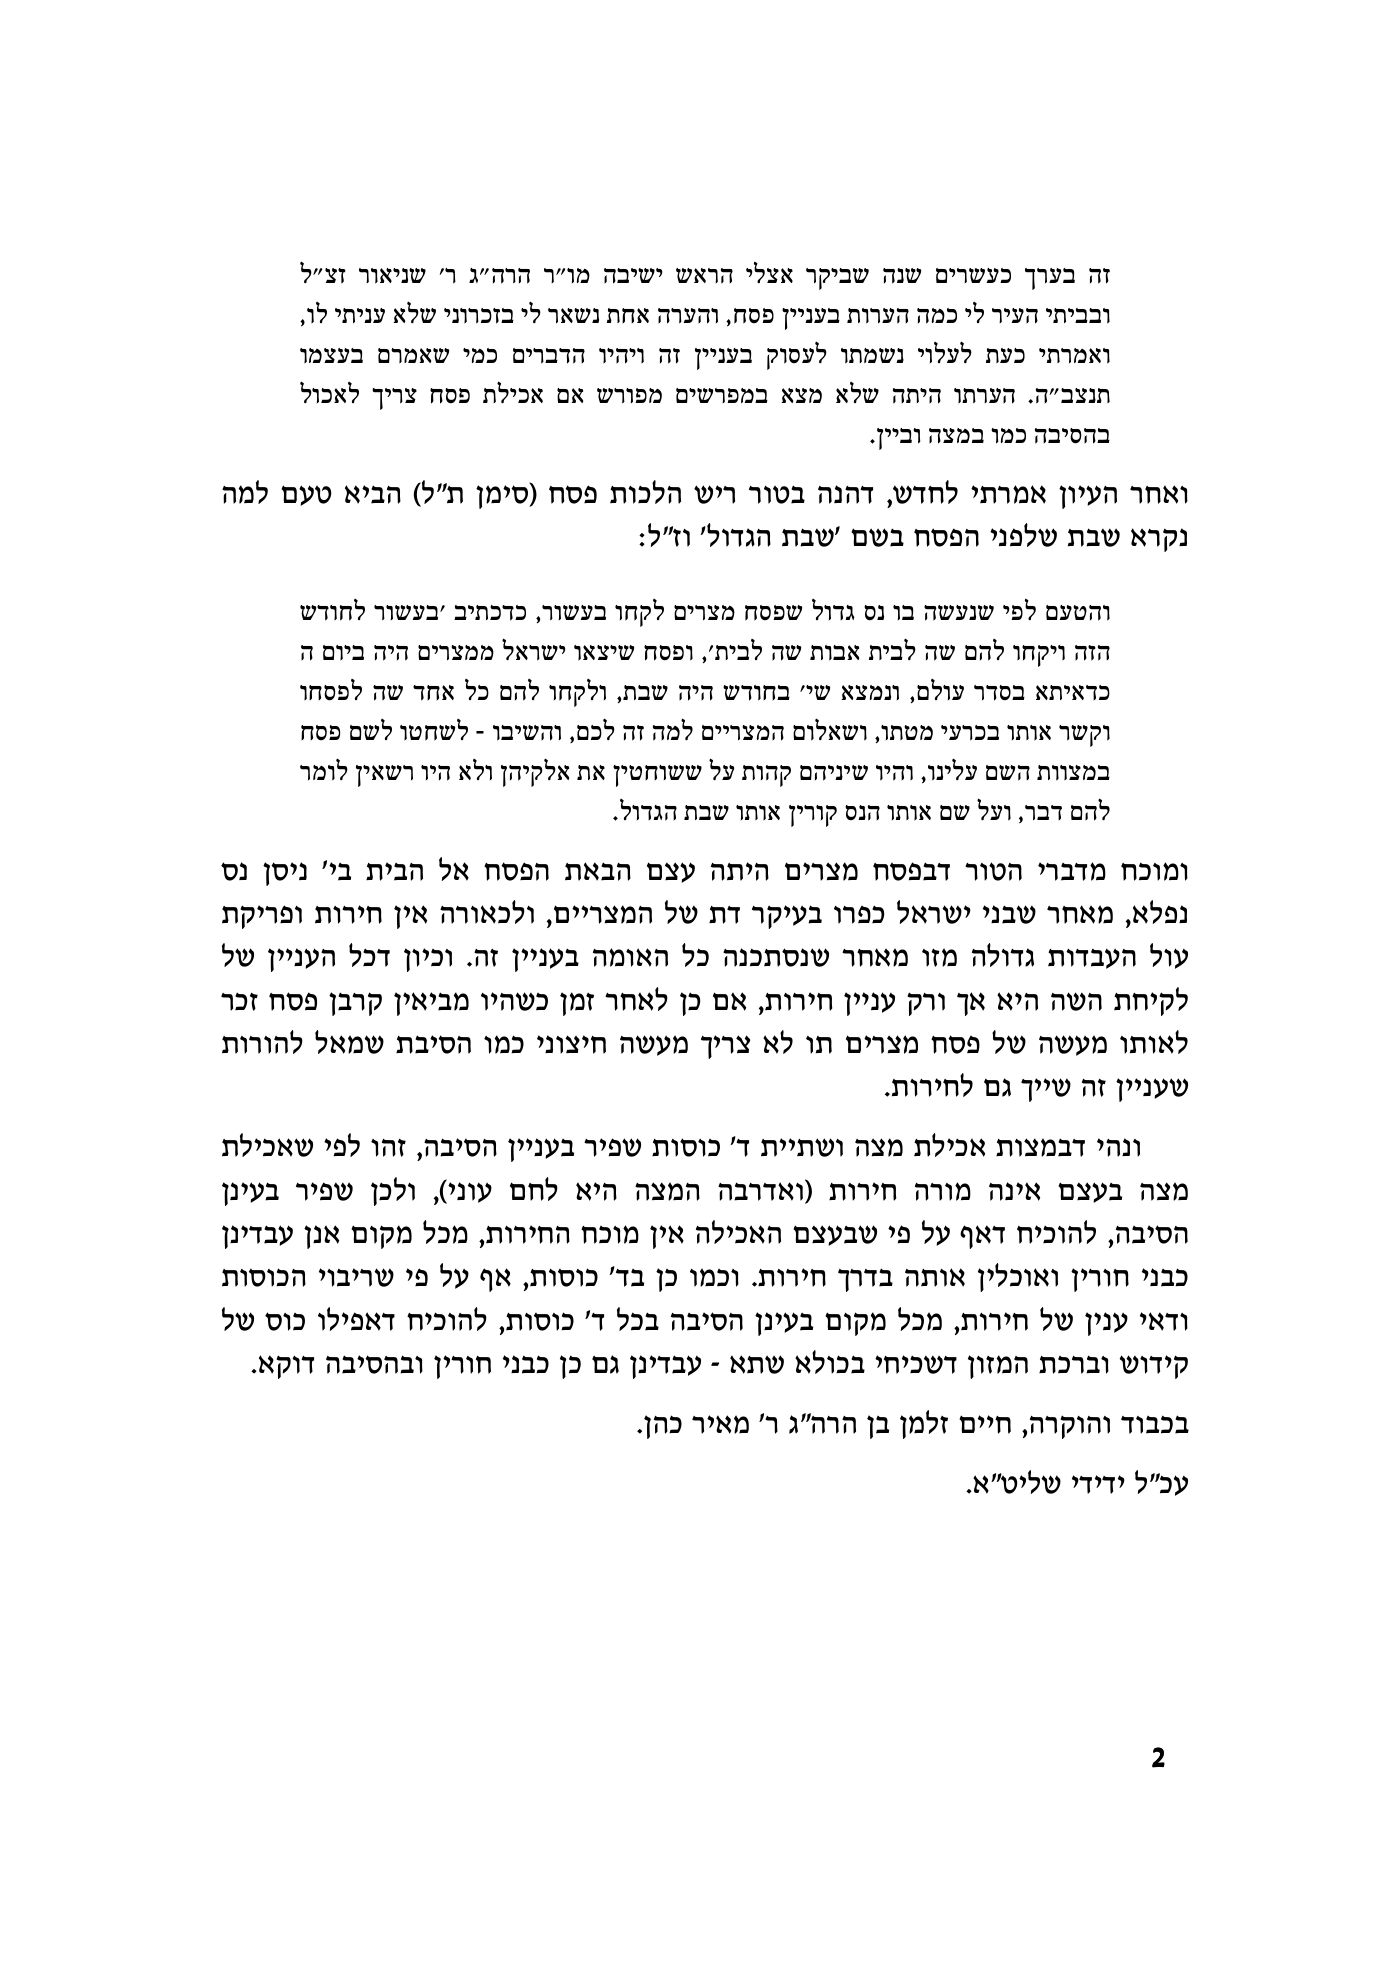 זה בערך כעשרים שנה שביקר אצלי הראש ישיבה מו״ר הרה״ג ר׳ שניאור זצ״ל
ובביתי העיר לי כמה הערות בעניין פסח, והערה אחת נשאר לי בזכרוני שלא עניתי לו,
ואמרתי כעת לעלוי נשמתו לעסוק בעניין זה ויהיו הדברים כמי שאמרם בעצמו
תנצב״ה. הערתו היתה שלא מצא במפרשים מפורש אם אכילת פסח צריך לאכול
בהסיבה כמו במצה וביין.
ואחר העיון אמרתי לחדש, דהנה בטור ריש הלכות פסח (סימן ת״ל) הביא טעם למה
נקרא שבת שלפני הפסח בשם ׳שבת הגדול׳ וז״ל:
והטעם לפי שנעשה בו נס גדול שפסח מצרים לקחו בעשור, כדכתיב ׳בעשור לחודש
הזה ויקחו להם שה לבית אבות שה לבית׳, ופסח שיצאו ישראל ממצרים היה ביום ה
כדאיתא בסדר עולם, ונמצא שי׳ בחודש היה שבת, ולקחו להם כל אחד שה לפסחו
וקשר אותו בכרעי מטתו, ושאלום המצריים למה זה לכם, והשיבו - לשחטו לשם פסח
במצוות השם עלינו, והיו שיניהם קהות על ששוחטין את אלקיהן ולא היו רשאין לומר
להם דבר, ועל שם אותו הנס קורין אותו שבת הגדול.
ומוכח מדברי הטור דבפסח מצרים היתה עצם הבאת הפסח אל הבית בי׳ ניסן נס
נפלא, מאחר שבני ישראל כפרו בעיקר דת של המצריים, ולכאורה אין חירות ופריקת
עול העבדות גדולה מזו מאחר שנסתכנה כל האומה בעניין זה. וכיון דכל העניין של
לקיחת השה היא אך ורק עניין חירות, אם כן לאחר זמן כשהיו מביאין קרבן פסח זכר
לאותו מעשה של פסח מצרים תו לא צריך מעשה חיצוני כמו הסיבת שמאל להורות
שעניין זה שייך גם לחירות.
ונהי דבמצות אכילת מצה ושתיית ד׳ כוסות שפיר בעניין הסיבה, זהו לפי שאכילת
מצה בעצם אינה מורה חירות (ואדרבה המצה היא לחם עוני), ולכן שפיר בעינן
הסיבה, להוכיח דאף על פי שבעצם האכילה אין מוכח החירות, מכל מקום אנן עבדינן
כבני חורין ואוכלין אותה בדרך חירות. וכמו כן בד׳ כוסות, אף על פי שריבוי הכוסות
ודאי ענין של חירות, מכל מקום בעינן הסיבה בכל ד׳ כוסות, להוכיח דאפילו כוס של
קידוש וברכת המזון דשכיחי בכולא שתא - עבדינן גם כן כבני חורין ובהסיבה דוקא.
בכבוד והוקרה, חיים זלמן בן הרה״ג ר׳ מאיר כהן.
עכ״ל ידידי שליט״א.
2